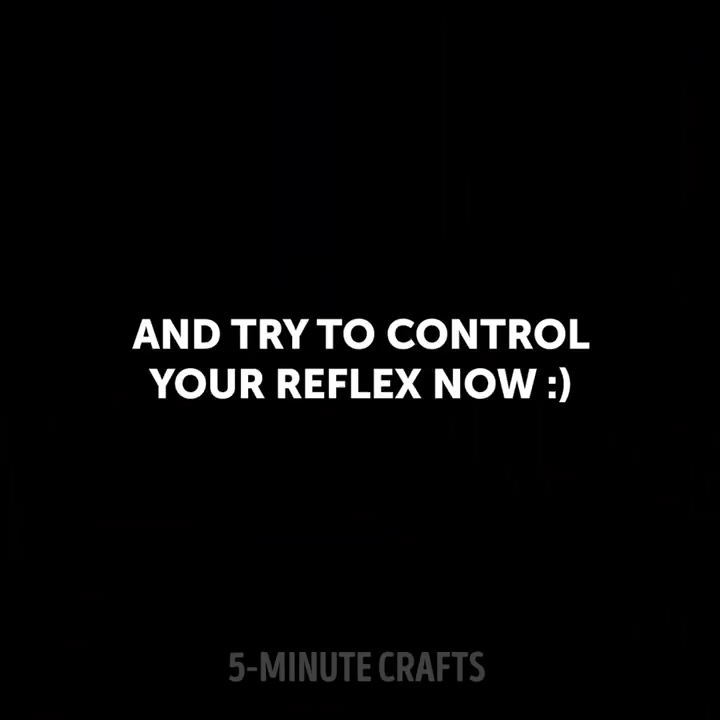 AND TRY TO CONTROL
YOUR REFLEX NOW :)
5-MINUTE CRAFTS